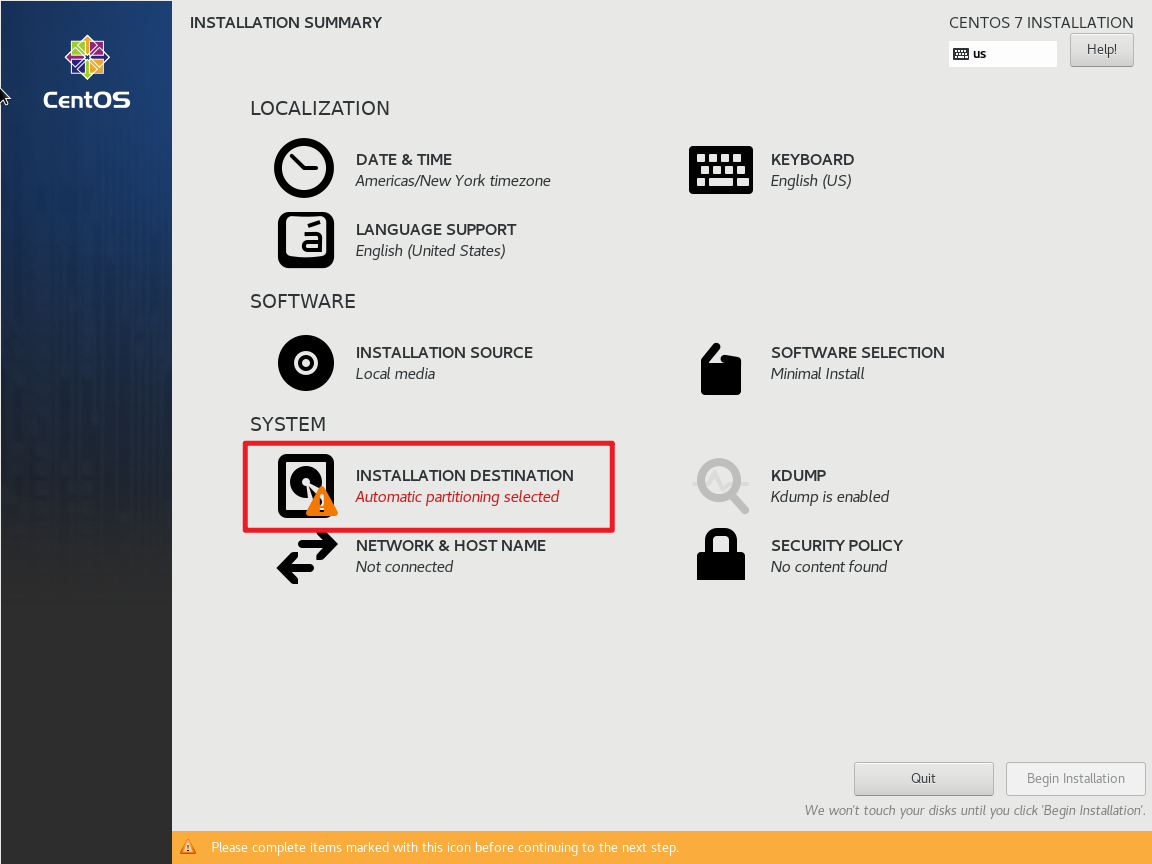 INSTALLATION SUMMARY
CENTOS 7 INSTALLATION
us
Help!
CentOS
LOCALIZATION
DATE & TIME
Americas/New York timezone
KEYBOARD
English (US)
á
LANGUAGE SUPPORT
English (United States)
SOFTWARE
INSTALLATION SOURCE
Local media
SOFTWARE SELECTION
Minimal Install
SYSTEM
INSTALLATION DESTINATION
Automatic partitioning selected
KDUMP
Kdump is enabled
NETWORK & HOST NAME
Not connected
SECURITY POLICY
No content found
Quit
Begin Installation
We won't touch your disks until you click 'Begin Installation'.
Please complete items marked with this icon before continuing to the next step.